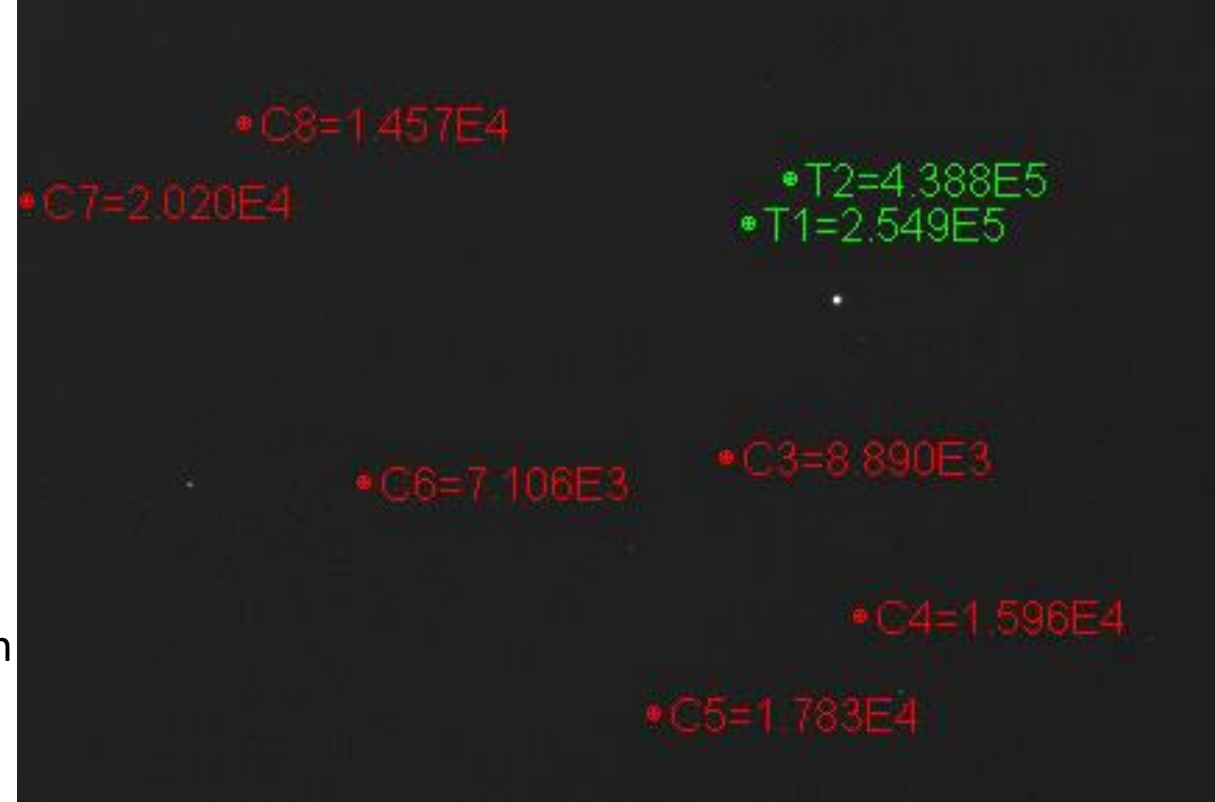 C8=1.457E4
T2=4.388E5
C7=2.020E4
T1=2.549E5
C3=8.890E3
C6=7.106E3
C4=1.596E4
n
C5=1.783E4